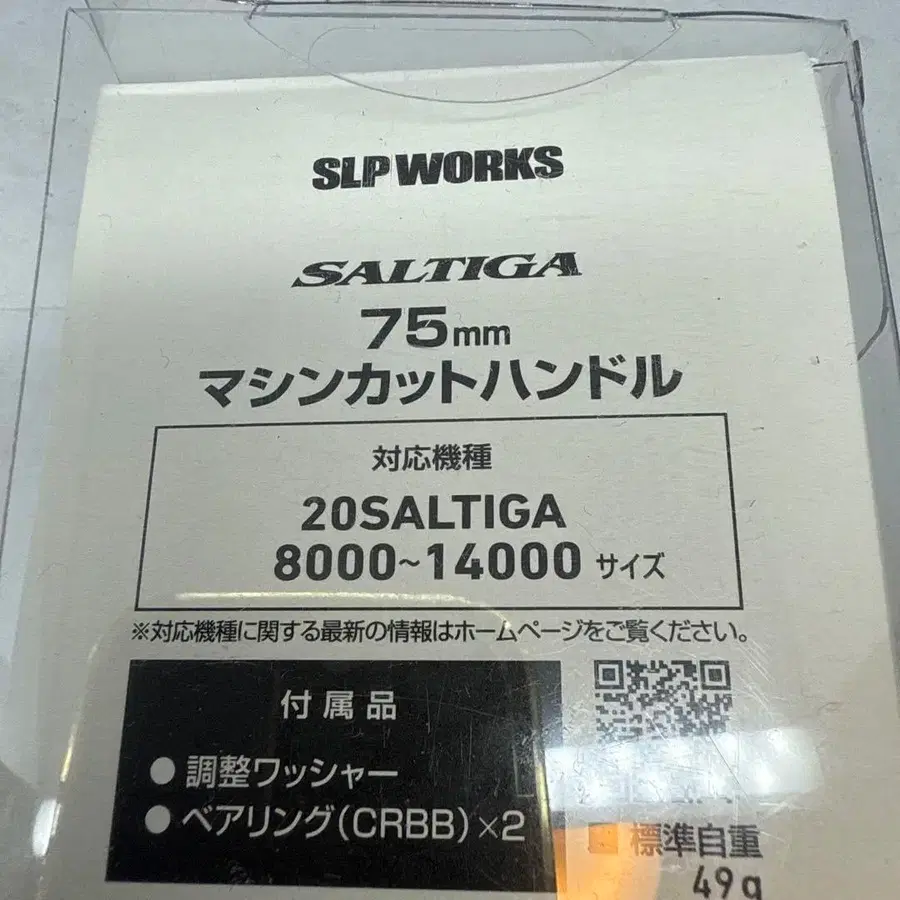 SLP WORKS
SALTIGA
75mm
マシンカットハンドル
対応機種
20SALTIGA
8000~14000 サイズ
※対応機種に関する最新の情報はホームページをご覧ください。
付属品
● 調整ワッシャー
● ベアリング(CRBB)×2
標準自重
49g